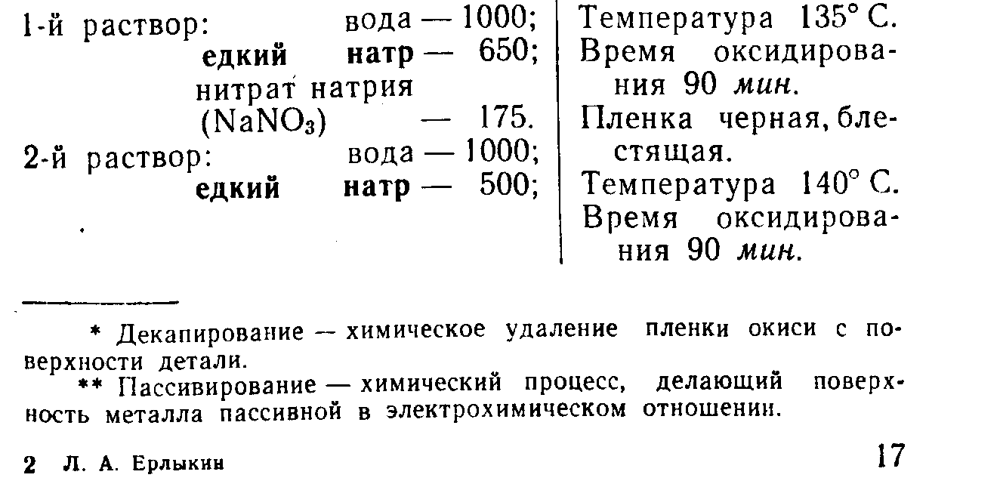 1-й раствор: вода — 1000;
едкий натр — 650;
нитрат натрия
(NaNO₃) — 175.
2-й раствор: вода — 1000;
едкий натр — 500;
Температура 135° С.
Время оксидирова-
ния 90 мин.
Пленка черная, бле-
стящая.
Температура 140° С.
Время оксидирова-
ния 90 мин.
* Декапирование — химическое удаление пленки окиси с по-
верхности детали.
** Пассивирование — химический процесс, делающий поверх-
ность металла пассивной в электрохимическом отношении.
2 Л. А. Ерлыкин
17